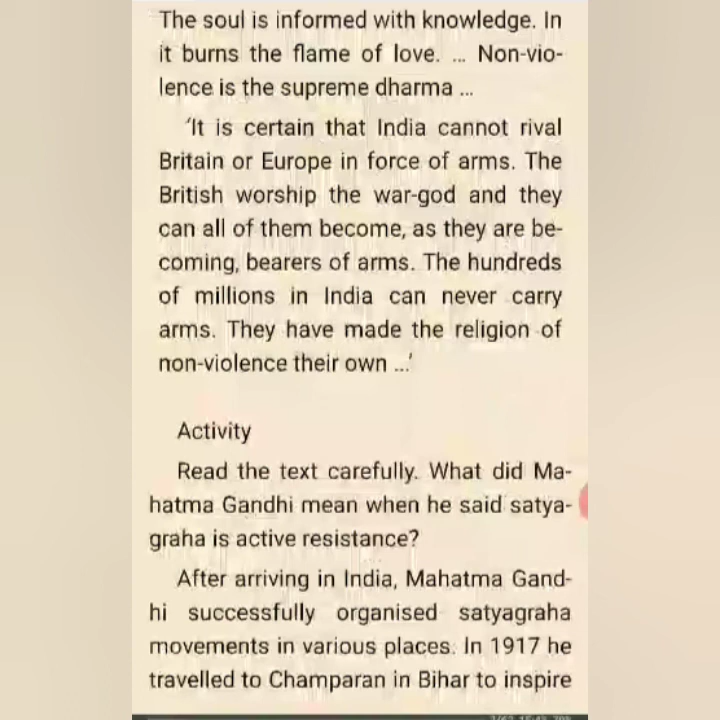 The soul is informed with knowledge. In
it burns the flame of love. ... Non-vio-
lence is the supreme dharma ...
‘It is certain that India cannot rival
Britain or Europe in force of arms. The
British worship the war-god and they
can all of them become, as they are be-
coming, bearers of arms. The hundreds
of millions in India can never carry
arms. They have made the religion of
non-violence their own ...’
Activity
Read the text carefully. What did Ma-
hatma Gandhi mean when he said satya-
graha is active resistance?
After arriving in India, Mahatma Gand-
hi successfully organised satyagraha
movements in various places. In 1917 he
travelled to Champaran in Bihar to inspire